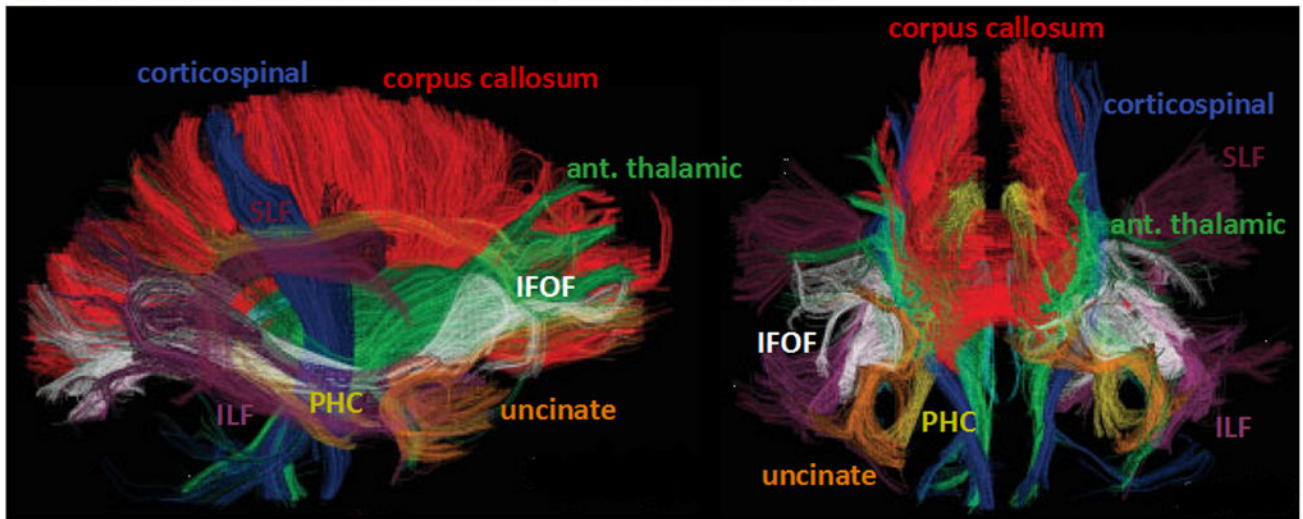 corticospinal
corpus callosum
ant. thalamic
SLF
IFOF
PHC
ILF
uncinate
corpus callosum
corticospinal
SLF
ant. thalamic
IFOF
PHC
ILF
uncinate